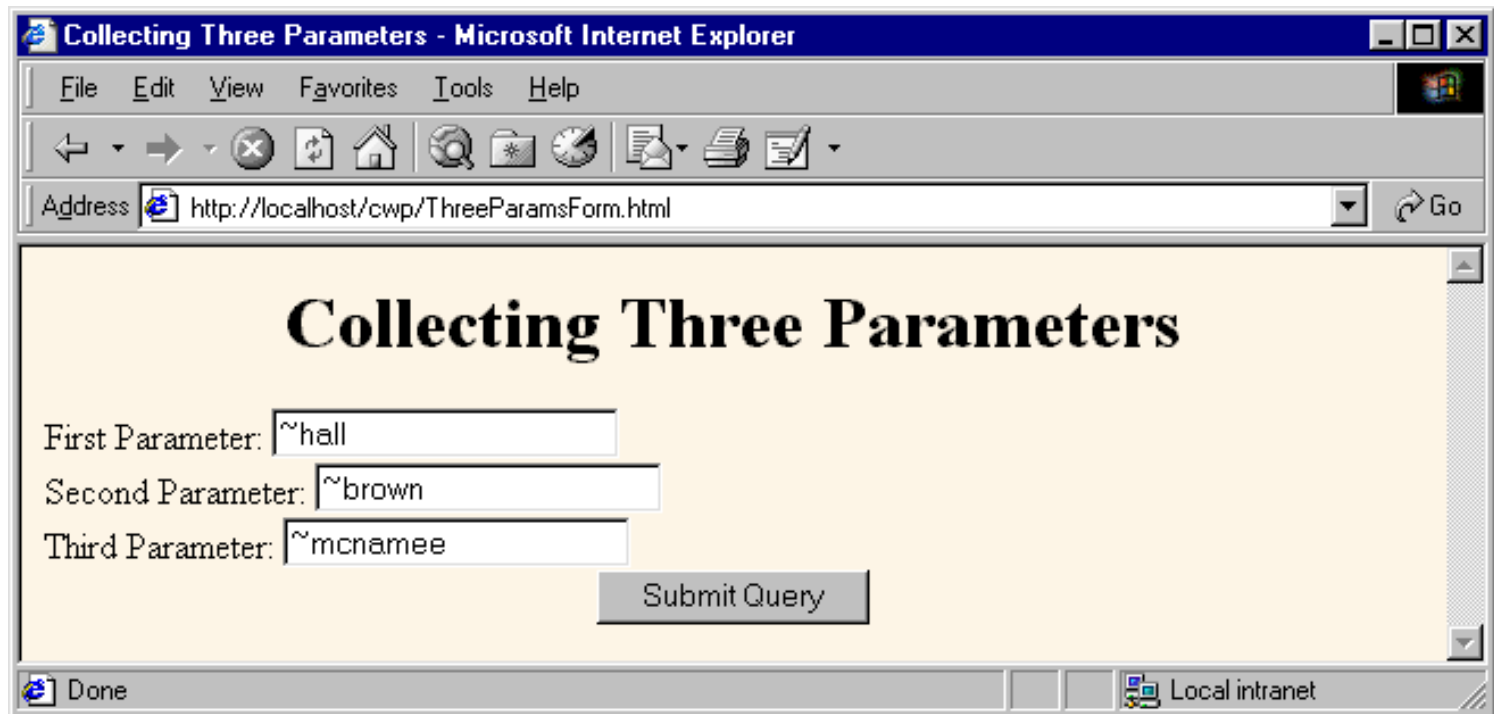 Collecting Three Parameters - Microsoft Internet Explorer
File Edit View Favorites Tools Help
Address http://localhost/cwp/ThreeParamsForm.html Go
Collecting Three Parameters
First Parameter: ~hall
Second Parameter: ~brown
Third Parameter: ~mcnamee
Submit Query
Done Local intranet